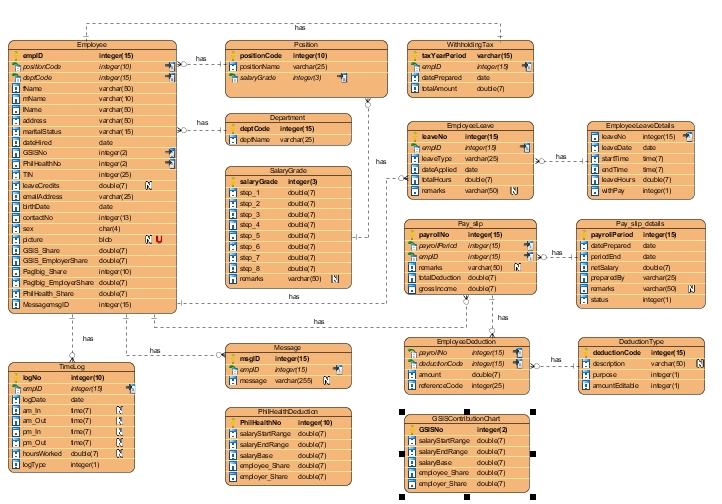 has
Employee
empID integer(15)
positionCode integer(10)
deptCode integer(15)
fName varchar(50)
mName varchar(10)
lName varchar(50)
address varchar(50)
maritalStatus varchar(15)
dateHired date
GSISNo integer(2)
PhilHealthNo integer(2)
TIN integer(25)
leaveCredits double(7) N
emailAddress varchar(25)
birthDate date
contactNo integer(13)
sex char(4)
picture blob N U
GSIS_Share double(7)
GSIS_EmployerShare double(7)
Pagibig_Share integer(10)
Pagibig_EmployerShare double(7)
PhilHealth_Share double(7)
MessagemsgID integer(15)
has
Position
positionCode integer(10)
positionName varchar(25)
salaryGrade integer(3)
has
Department
deptCode integer(15)
deptName varchar(25)
SalaryGrade
salaryGrade integer(3)
step_1 double(7)
step_2 double(7)
step_3 double(7)
step_4 double(7)
step_5 double(7)
step_6 double(7)
step_7 double(7)
step_8 double(7)
remarks varchar(50) N
has
WithholdingTax
taxYearPeriod varchar(15)
empID integer(15)
datePrepared date
totalAmount double(7)
EmployeeLeave
leaveNo integer(15)
empID integer(15)
leaveType varchar(25)
dateApplied date
totalHours double(7)
remarks varchar(50) N
has
EmployeeLeaveDetails
leaveNo integer(15)
leaveDate date
startTime time(7)
endTime time(7)
leaveHours double(7)
withPay integer(1)
Pay_slip
payrollNo integer(15)
payrollPeriod integer(15)
empID integer(15)
remarks varchar(50) N
totalDeduction double(7)
grossIncome double(7)
has
Pay_slip_details
payrollPeriod integer(15)
datePrepared date
periodEnd date
netSalary double(7)
preparedBy varchar(25)
remarks varchar(50) N
status integer(1)
has
has
has
has
has
TimeLog
logNo integer(10)
empID integer(15)
logDate date
am_In time(7) N
am_Out time(7) N
pm_In time(7) N
pm_Out time(7) N
hoursWorked double(7) N
logType integer(1)
Message
msgID integer(15)
empID integer(15)
message varchar(255) N
EmployeeDeduction
payrollNo integer(15)
deductionCode integer(15)
amount double(7)
referenceCode integer(25)
has
DeductionType
deductionCode integer(15)
description varchar(50) N
purpose integer(1)
amountEditable integer(1)
PhilHealthDeduction
PhilHealthNo integer(10)
salaryStartRange double(7)
salaryEndRange double(7)
salaryBase double(7)
employee_Share double(7)
employer_Share double(7)
GSISContributionChart
GSISNo integer(2)
salaryStartRange double(7)
salaryEndRange double(7)
salaryBase double(7)
employee_Share double(7)
employer_Share double(7)